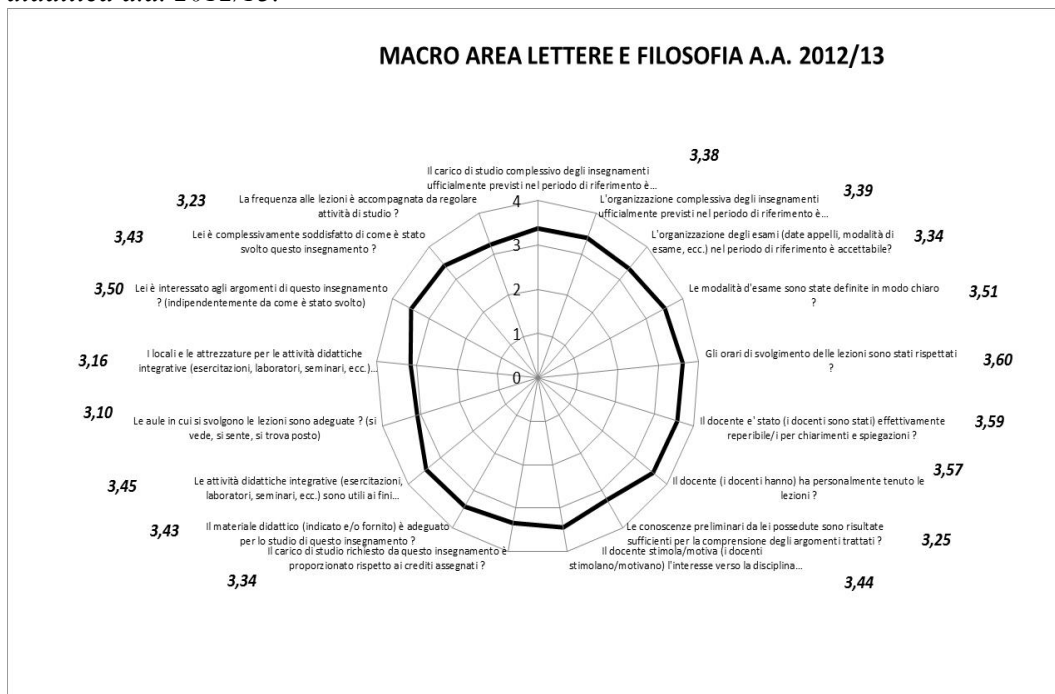 didattica a.a. 2012/13.
MACRO AREA LETTERE E FILOSOFIA A.A. 2012/13
3,38
Il carico di studio complessivo degli insegnamenti
ufficialmente previsti nel periodo di riferimento è...
3,39
L'organizzazione complessiva degli insegnamenti
ufficialmente previsti nel periodo di riferimento è...
3,34
L'organizzazione degli esami (date appelli, modalità di
esame, ecc.) nel periodo di riferimento è accettabile?
3,51
Le modalità d'esame sono state definite in modo chiaro
?
3,60
Gli orari di svolgimento delle lezioni sono stati rispettati
?
3,59
Il docente e' stato (i docenti sono stati) effettivamente
reperibile/i per chiarimenti e spiegazioni ?
3,57
Il docente (i docenti hanno) ha personalmente tenuto le
lezioni ?
3,25
Le conoscenze preliminari da lei possedute sono risultate
sufficienti per la comprensione degli argomenti trattati ?
3,44
Il docente stimola/motiva (i docenti
stimolano/motivano) l'interesse verso la disciplina...
3,34
Il carico di studio richiesto da questo insegnamento è
proporzionato rispetto ai crediti assegnati ?
3,43
Il materiale didattico (indicato e/o fornito) è adeguato
per lo studio di questo insegnamento ?
3,45
Le attività didattiche integrative (esercitazioni,
laboratori, seminari, ecc.) sono utili ai fini...
3,10
Le aule in cui si svolgono le lezioni sono adeguate ? (si
vede, si sente, si trova posto)
3,16
I locali e le attrezzature per le attività didattiche
integrative (esercitazioni, laboratori, seminari, ecc.)...
3,50
Lei è interessato agli argomenti di questo insegnamento
? (indipendentemente da come è stato svolto)
3,43
Lei è complessivamente soddisfatto di come è stato
svolto questo insegnamento ?
3,23
La frequenza alle lezioni è accompagnata da regolare
attività di studio ?
4
3
2
1
0